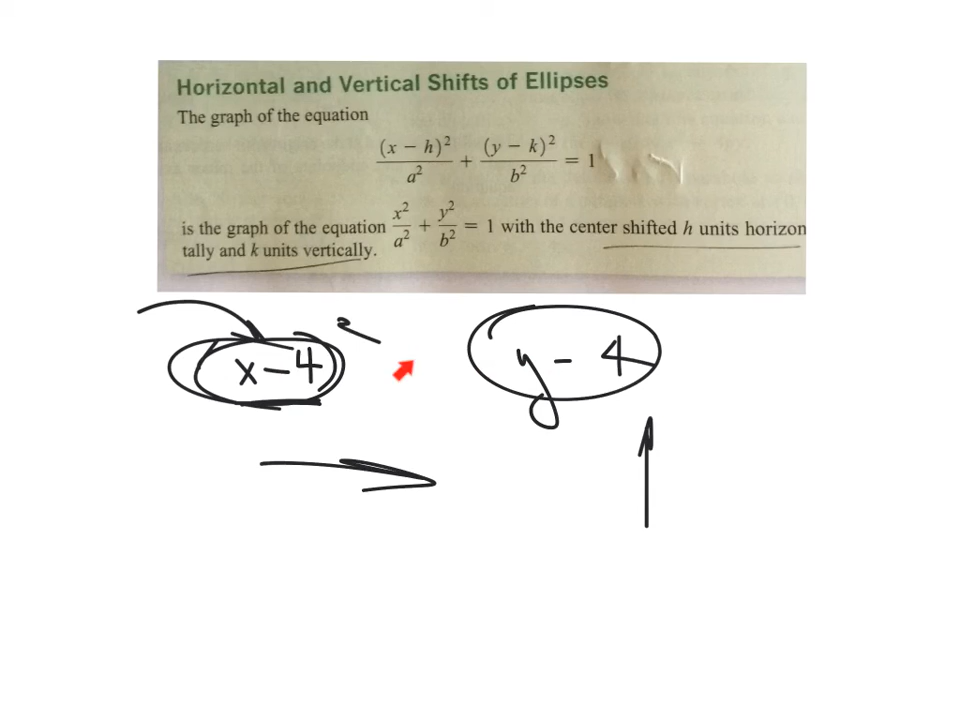 Horizontal and Vertical Shifts of Ellipses
The graph of the equation
(x − h)²/a² + (y − k)²/b² = 1
is the graph of the equation x²/a² + y²/b² = 1 with the center shifted h units horizon
tally and k units vertically.
(x − 4)² y − 4